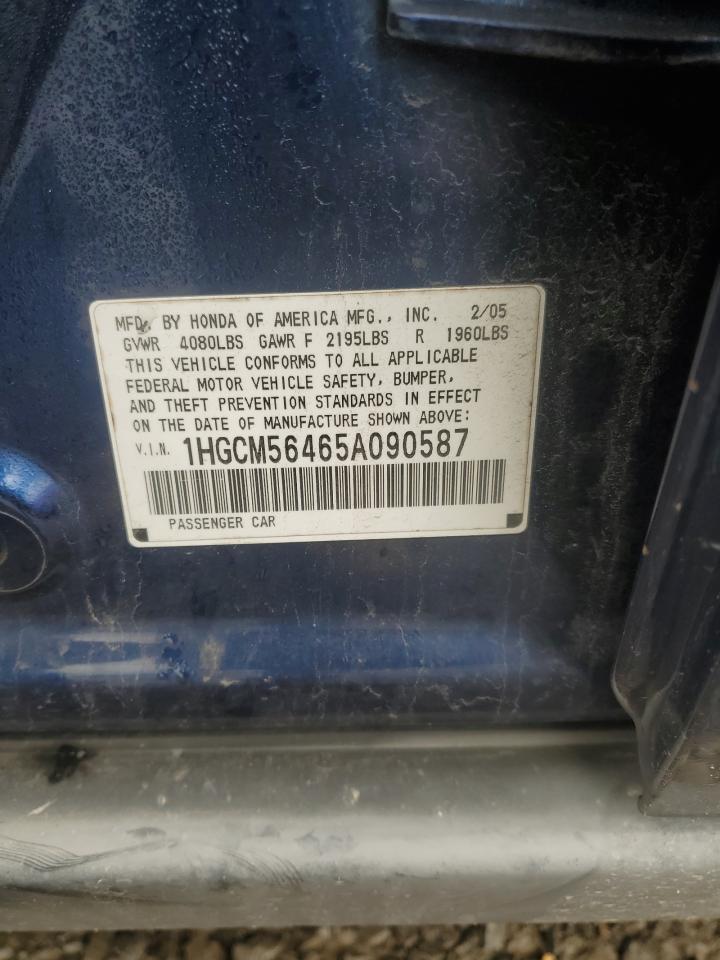 MFD. BY HONDA OF AMERICA MFG., INC. 2/05
GVWR 4080LBS GAWR F 2195LBS R 1960LBS
THIS VEHICLE CONFORMS TO ALL APPLICABLE
FEDERAL MOTOR VEHICLE SAFETY, BUMPER,
AND THEFT PREVENTION STANDARDS IN EFFECT
ON THE DATE OF MANUFACTURE SHOWN ABOVE:
V.I.N. 1HGCM56465A090587
PASSENGER CAR